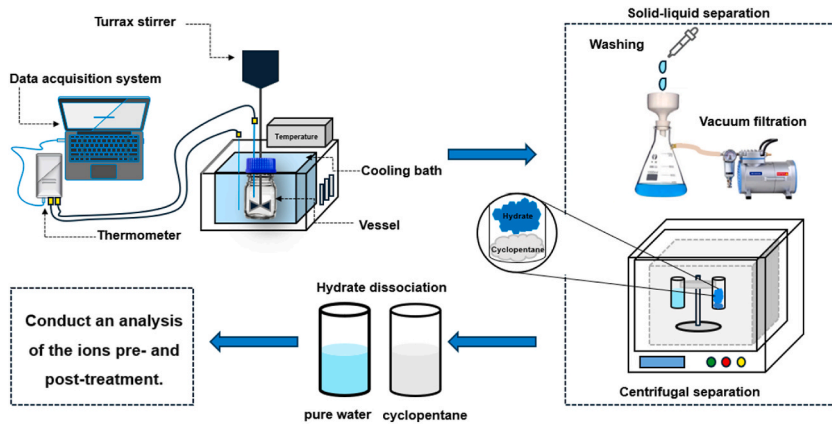 Turrax stirrer
Data acquisition system
Temperature
Cooling bath
Vessel
Thermometer
Solid-liquid separation
Washing
Vacuum filtration
Hydrate
Cyclopentane
Centrifugal separation
Hydrate dissociation
pure water
cyclopentane
Conduct an analysis
of the ions pre- and
post-treatment.